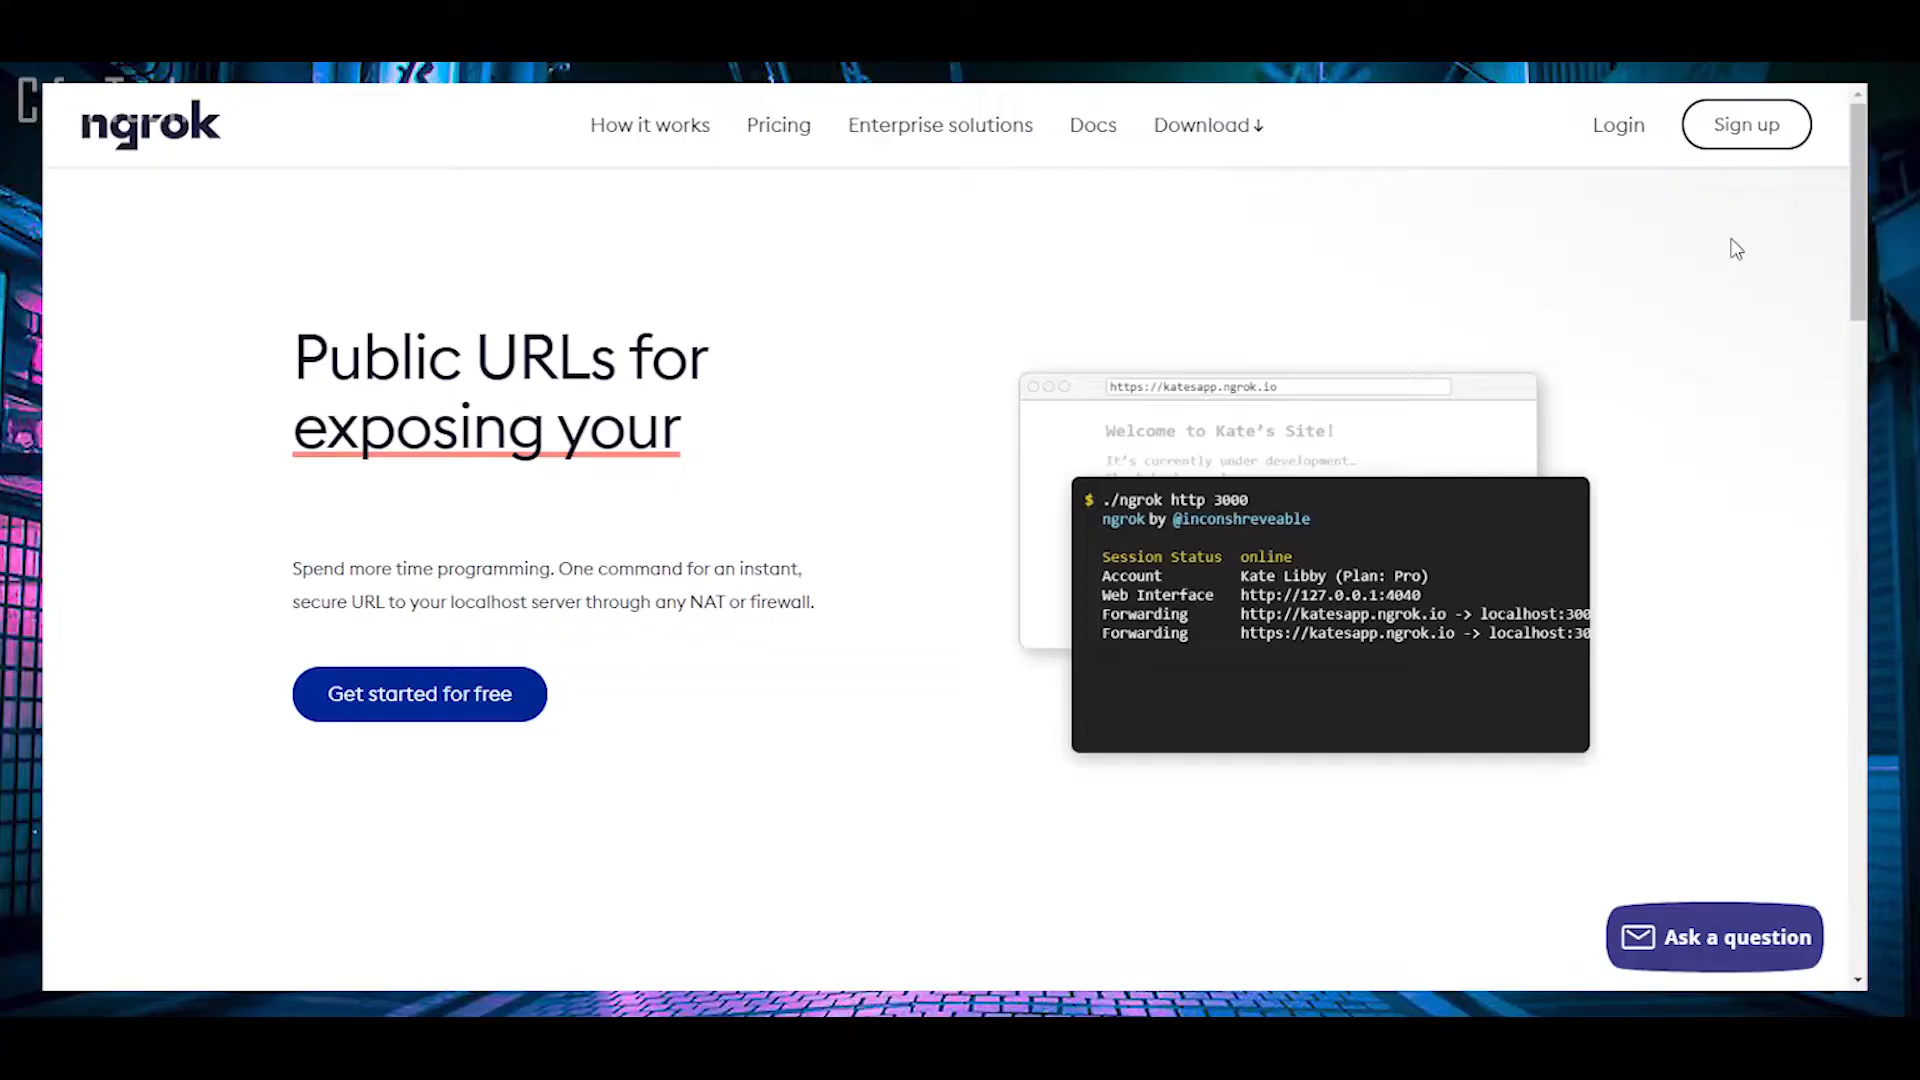 ngrok
How it works
Pricing
Enterprise solutions
Docs
Download↓
Login
Sign up
Public URLs for
exposing your
Spend more time programming. One command for an instant,
secure URL to your localhost server through any NAT or firewall.
Get started for free
https://katesapp.ngrok.io
Welcome to Kate's Site!
It's currently under development…
$ ./ngrok http 3000
ngrok by @inconshreveable
Session Status online
Account Kate Libby (Plan: Pro)
Web Interface http://127.0.0.1:4040
Forwarding http://katesapp.ngrok.io -> localhost:300
Forwarding https://katesapp.ngrok.io -> localhost:30
Ask a question